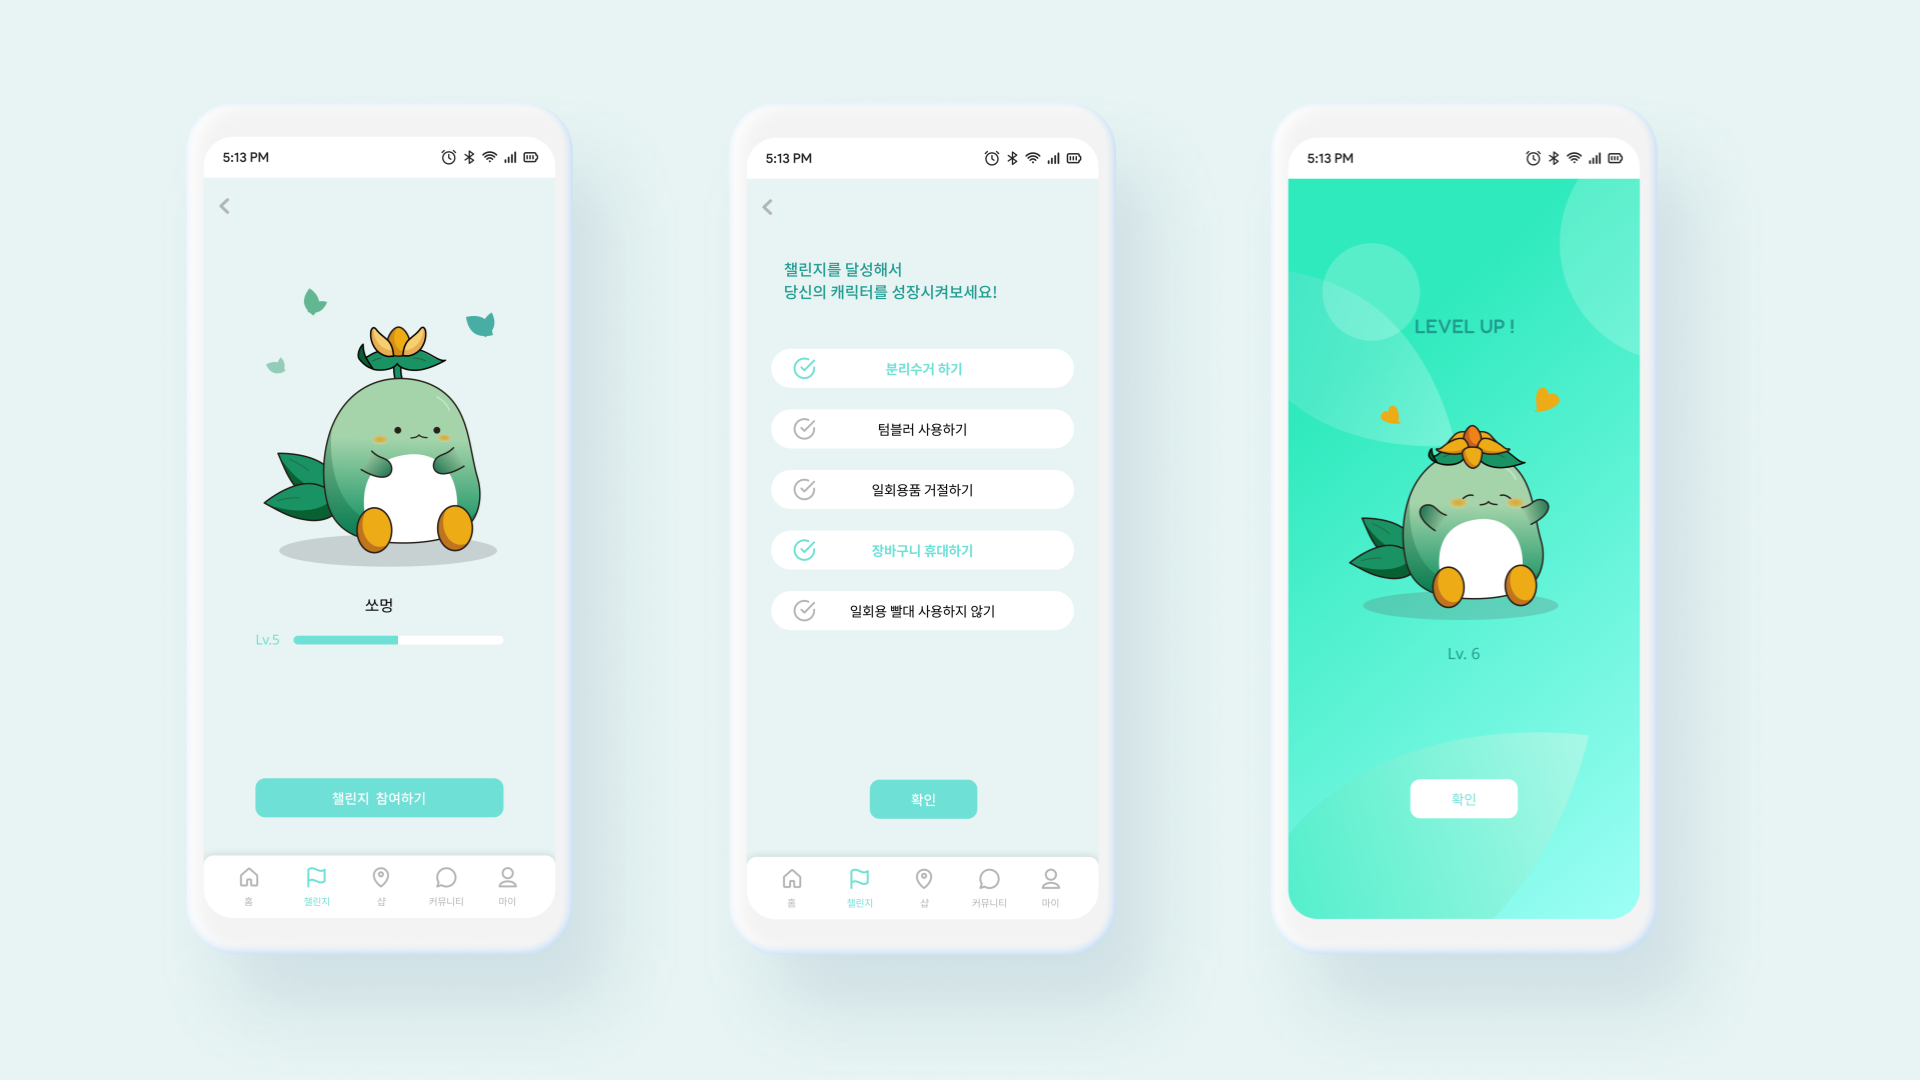 5:13 PM
쏘멍
Lv.5
챌린지 참여하기
홈
챌린지
샵
커뮤니티
마이
5:13 PM
챌린지를 달성해서
당신의 캐릭터를 성장시켜보세요!
분리수거 하기
텀블러 사용하기
일회용품 거절하기
장바구니 휴대하기
일회용 빨대 사용하지 않기
확인
홈
챌린지
샵
커뮤니티
마이
5:13 PM
LEVEL UP !
Lv. 6
확인